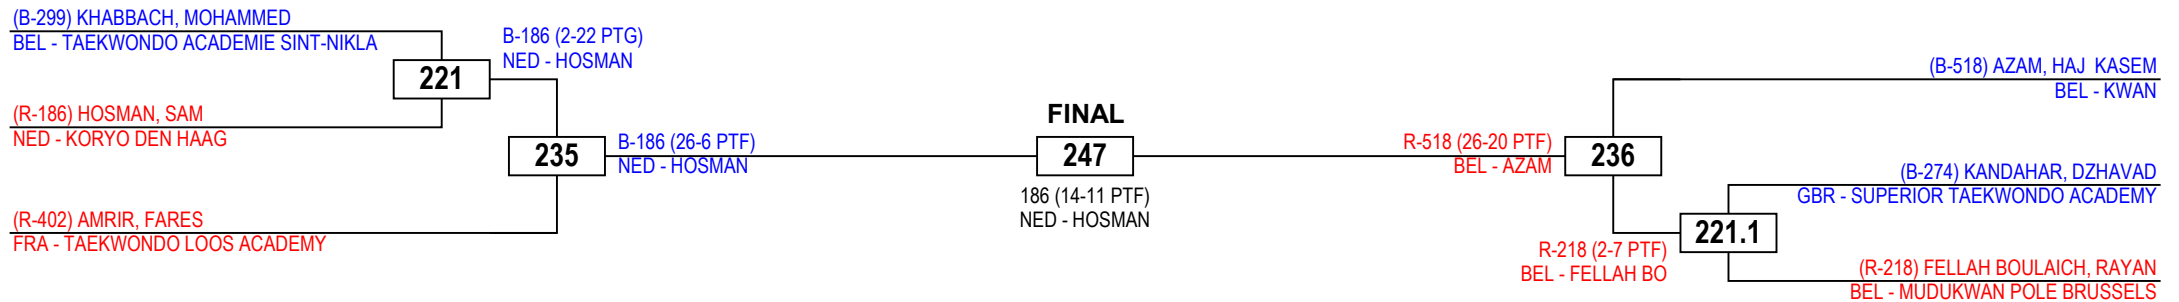 (B-299) KHABBACH, MOHAMMED
BEL - TAEKWONDO ACADEMIE SINT-NIKLA
B-186 (2-22 PTG)
NED - HOSMAN
221
(R-186) HOSMAN, SAM
NED - KORYO DEN HAAG
235
B-186 (26-6 PTF)
NED - HOSMAN
(R-402) AMRIR, FARES
FRA - TAEKWONDO LOOS ACADEMY
FINAL
247
186 (14-11 PTF)
NED - HOSMAN
R-518 (26-20 PTF)
BEL - AZAM
236
(B-518) AZAM, HAJ KASEM
BEL - KWAN
(B-274) KANDAHAR, DZHAVAD
GBR - SUPERIOR TAEKWONDO ACADEMY
221.1
R-218 (2-7 PTF)
BEL - FELLAH BO
(R-218) FELLAH BOULAICH, RAYAN
BEL - MUDUKWAN POLE BRUSSELS